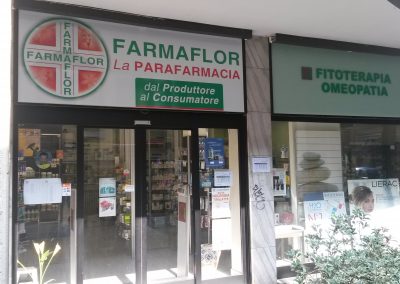 FARMAFLOR
FARMAFLOR
FARMAFLOR
La PARAFARMACIA
dal Produttore
al Consumatore
FITOTERAPIA
OMEOPATIA
LIERAC